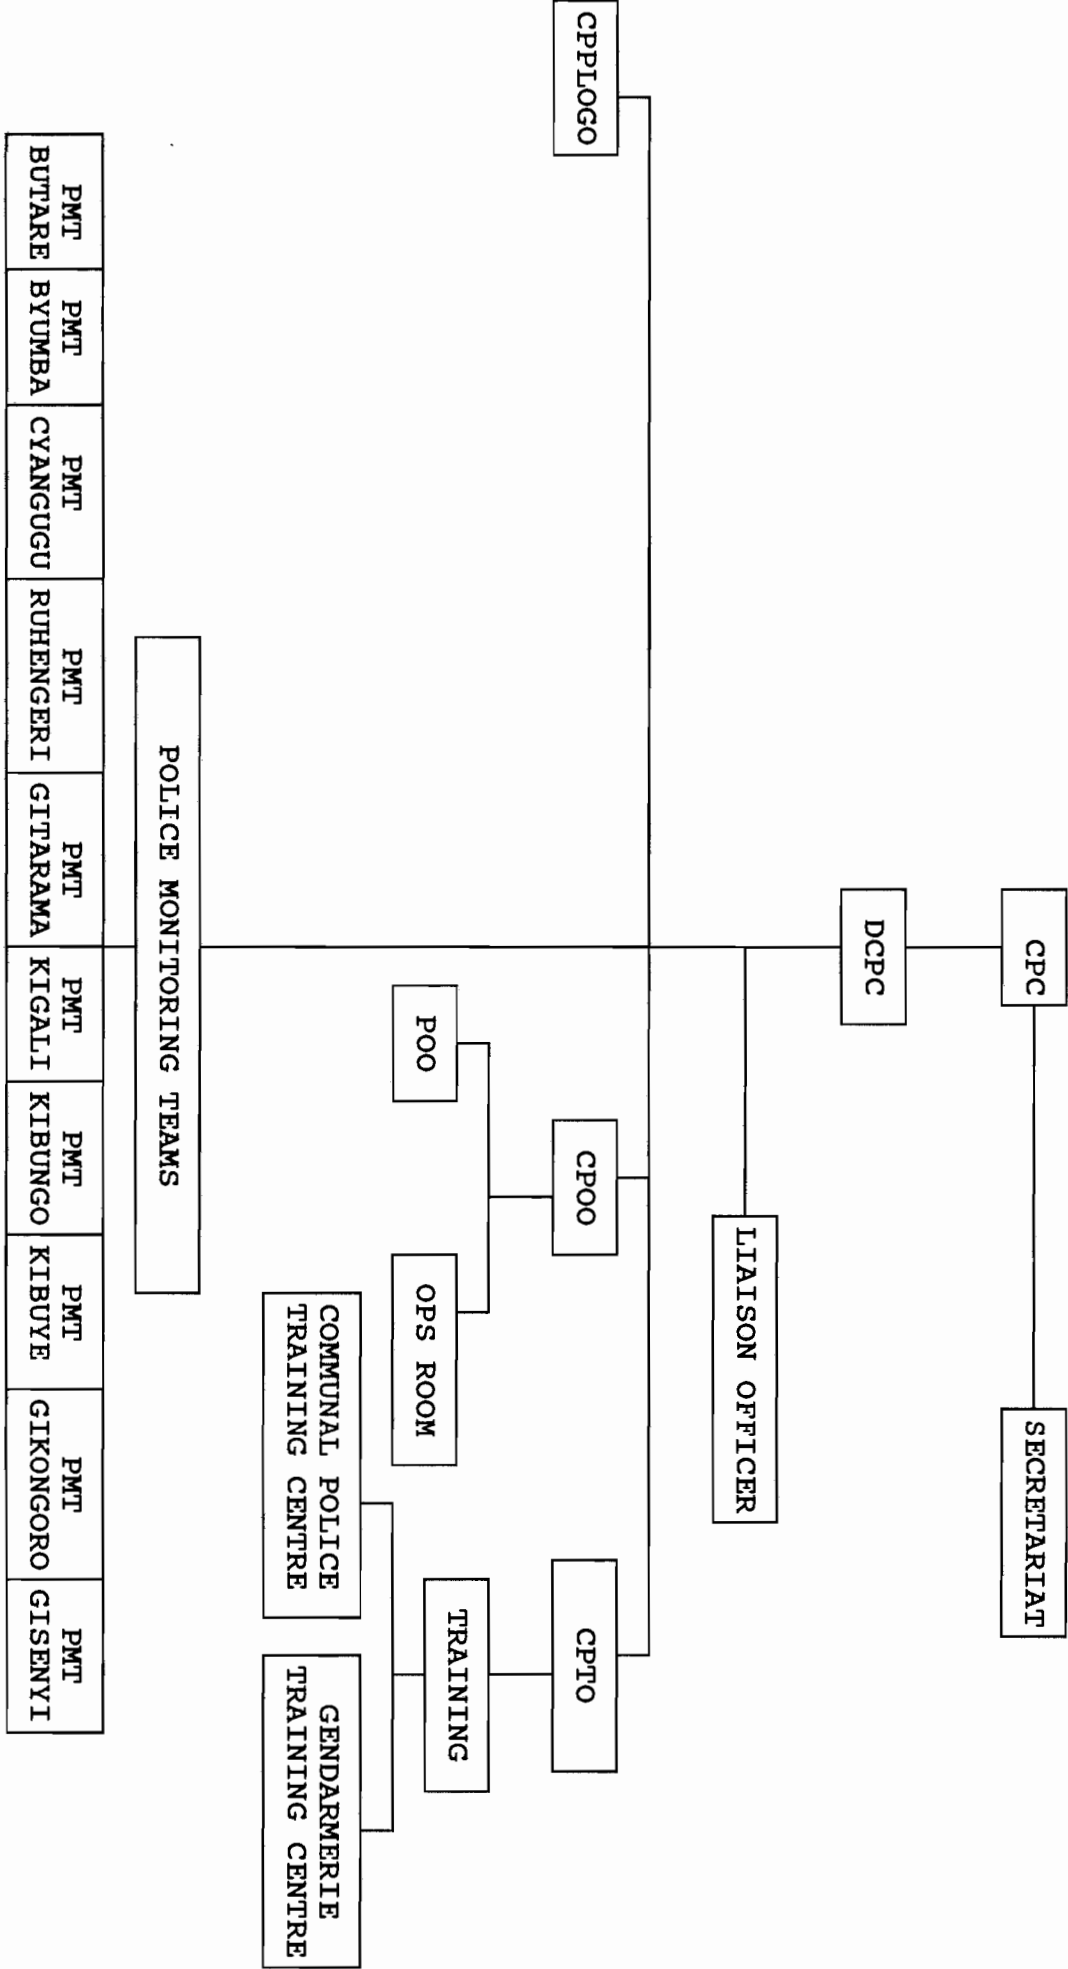 CPC
SECRETARIAT
DCPC
LIAISON OFFICER
CPPLOGO
CPOO
CPTO
POO
OPS ROOM
TRAINING
COMMUNAL POLICE
TRAINING CENTRE
GENDARMERIE
TRAINING CENTRE
POLICE MONITORING TEAMS
PMT
BUTARE
PMT
BYUMBA
PMT
CYANGUGU
PMT
RUHENGERI
PMT
GITARAMA
PMT
KIGALI
PMT
KIBUNGO
PMT
KIBUYE
PMT
GIKONGORO
PMT
GISENYI